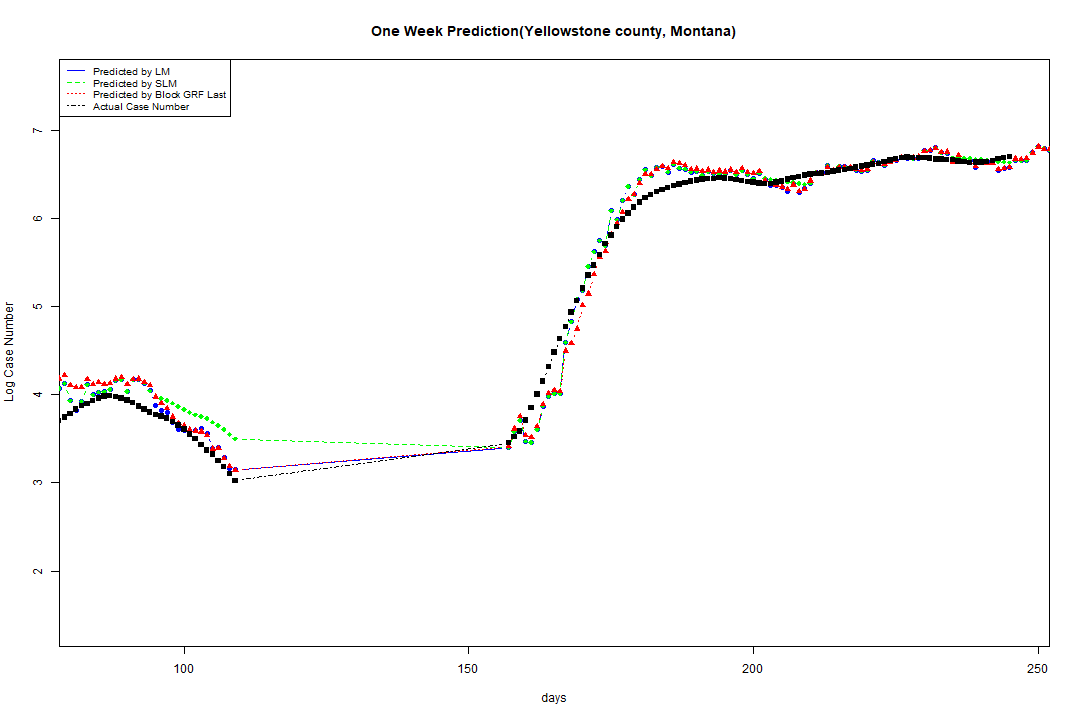 One Week Prediction(Yellowstone county, Montana)
Predicted by LM
Predicted by SLM
Predicted by Block GRF Last
Actual Case Number
7
6
5
4
3
2
Log Case Number
100 150 200 250
days